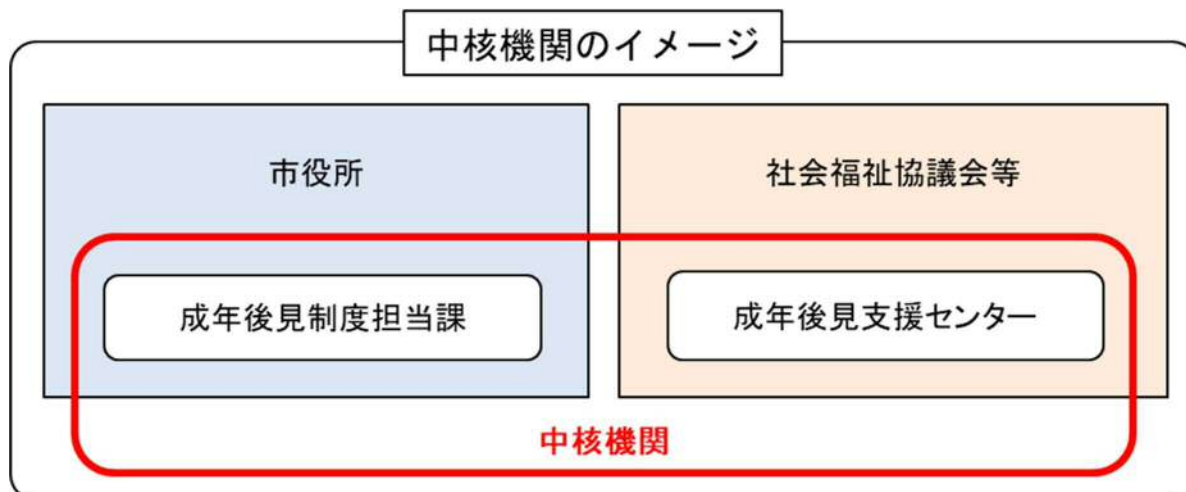 中核機関のイメージ
市役所
社会福祉協議会等
成年後見制度担当課
成年後見支援センター
中核機関